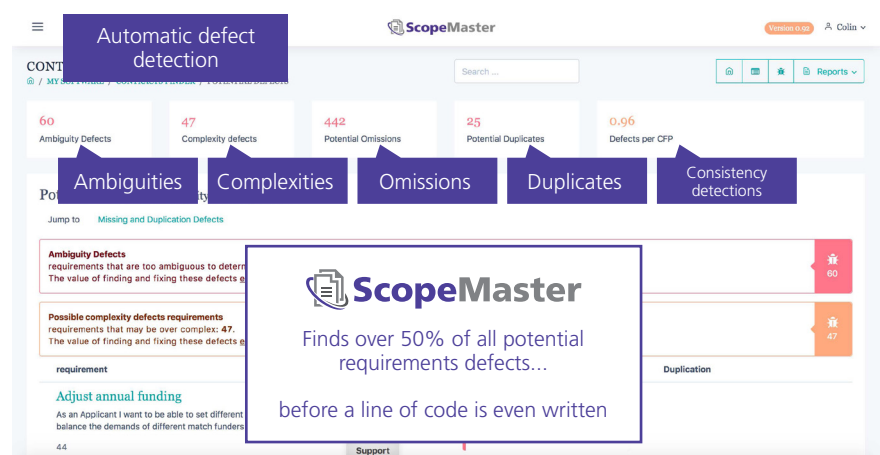 Automatic defect
detection
ScopeMaster
Version 0.92
Colin
CONT
Search ...
Reports
60
Ambiguity Defects
47
Complexity defects
442
Potential Omissions
25
Potential Duplicates
0.96
Defects per CFP
Ambiguities
Complexities
Omissions
Duplicates
Consistency
detections
Jump to Missing and Duplication Defects
Ambiguity Defects
requirements that are too ambiguous to determ
The value of finding and fixing these defects
60
Possible complexity defects requirements
requirements that may be over complex: 47.
The value of finding and fixing these defects
47
ScopeMaster
Finds over 50% of all potential
requirements defects...
before a line of code is even written
requirement
Duplication
Adjust annual funding
As an Applicant I want to be able to set different
balance the demands of different match funders
44
Support